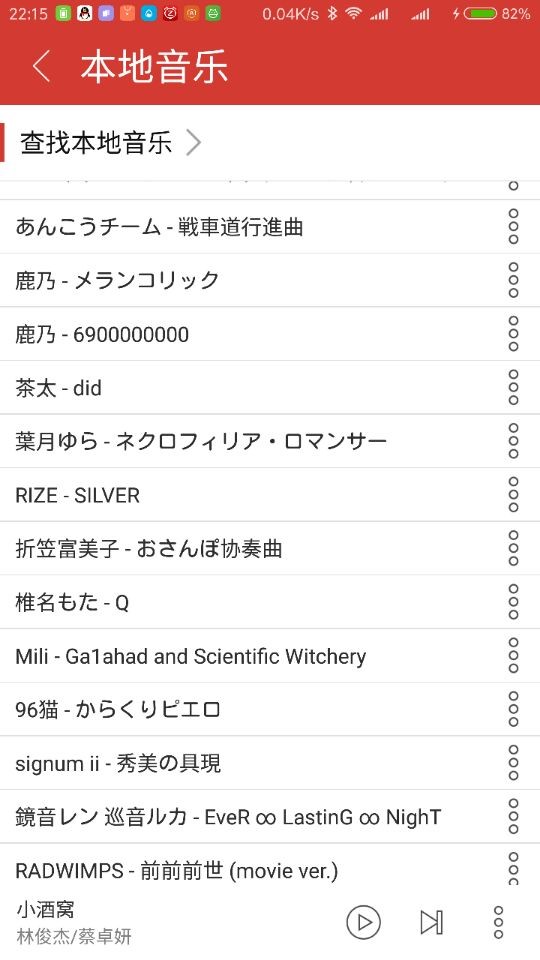 22:15 0.04K/s 82%
本地音乐
查找本地音乐
あんこうチーム - 戦車道行進曲
鹿乃 - メランコリック
鹿乃 - 6900000000
茶太 - did
葉月ゆら - ネクロフィリア・ロマンサー
RIZE - SILVER
折笠富美子 - おさんぽ协奏曲
椎名もた - Q
Mili - Ga1ahad and Scientific Witchery
96猫 - からくりピエロ
signum ii - 秀美の具現
鏡音レン 巡音ルカ - EveR ∞ LastinG ∞ NighT
RADWIMPS - 前前前世 (movie ver.)
小酒窝
林俊杰/蔡卓妍